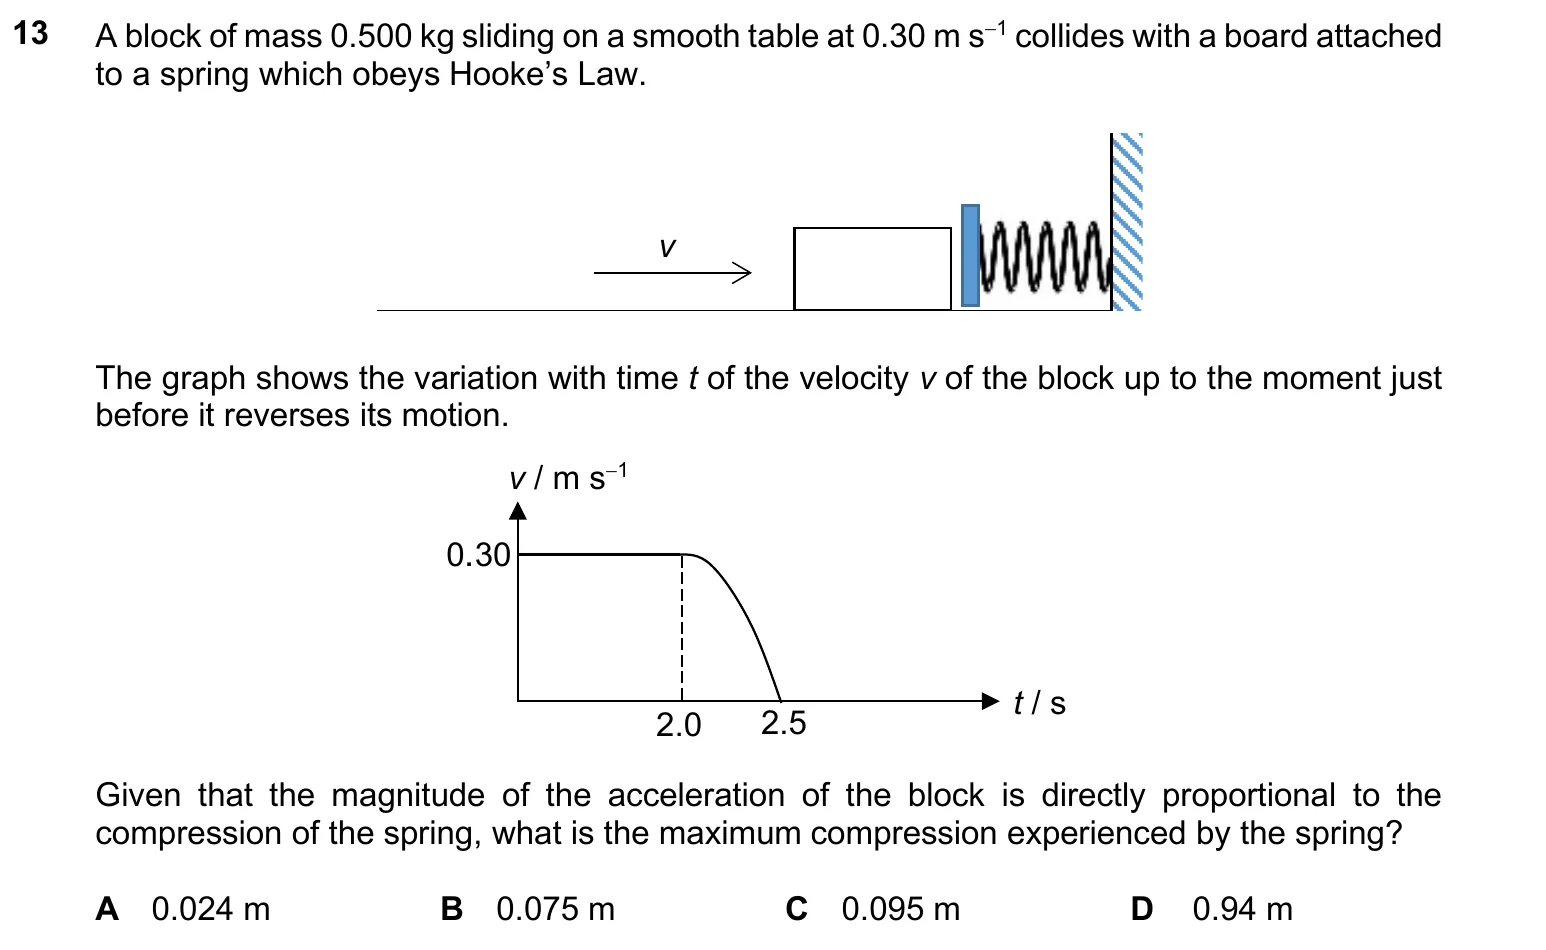 13 A block of mass 0.500 kg sliding on a smooth table at 0.30 m s⁻¹ collides with a board attached
to a spring which obeys Hooke’s Law.
v
The graph shows the variation with time t of the velocity v of the block up to the moment just
before it reverses its motion.
v / m s⁻¹
0.30
t / s
2.0 2.5
Given that the magnitude of the acceleration of the block is directly proportional to the
compression of the spring, what is the maximum compression experienced by the spring?
A 0.024 m B 0.075 m C 0.095 m D 0.94 m